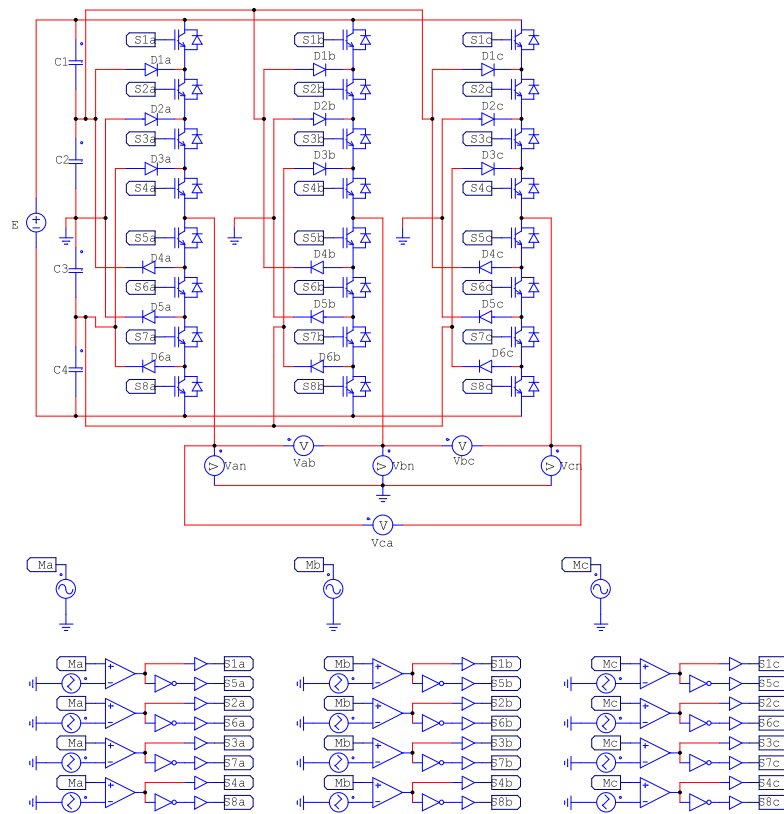 S1a S1b S1c
C1 D1a D1b D1c
S2a S2b S2c
D2a D2b D2c
S3a S3b S3c
C2 D3a D3b D3c
S4a S4b S4c
E
S5a S5b S5c
C3 D4a D4b D4c
S6a S6b S6c
D5a D5b D5c
S7a S7b S7c
C4 D6a D6b D6c
S8a S8b S8c
V V
Vab Vbc
V Van V Vbn V Vcn
V
Vca
Ma Mb Mc
Ma S1a Mb S1b Mc S1c
S5a S5b S5c
Ma S2a Mb S2b Mc S2c
S6a S6b S6c
Ma S3a Mb S3b Mc S3c
S7a S7b S7c
Ma S4a Mb S4b Mc S4c
S8a S8b S8c